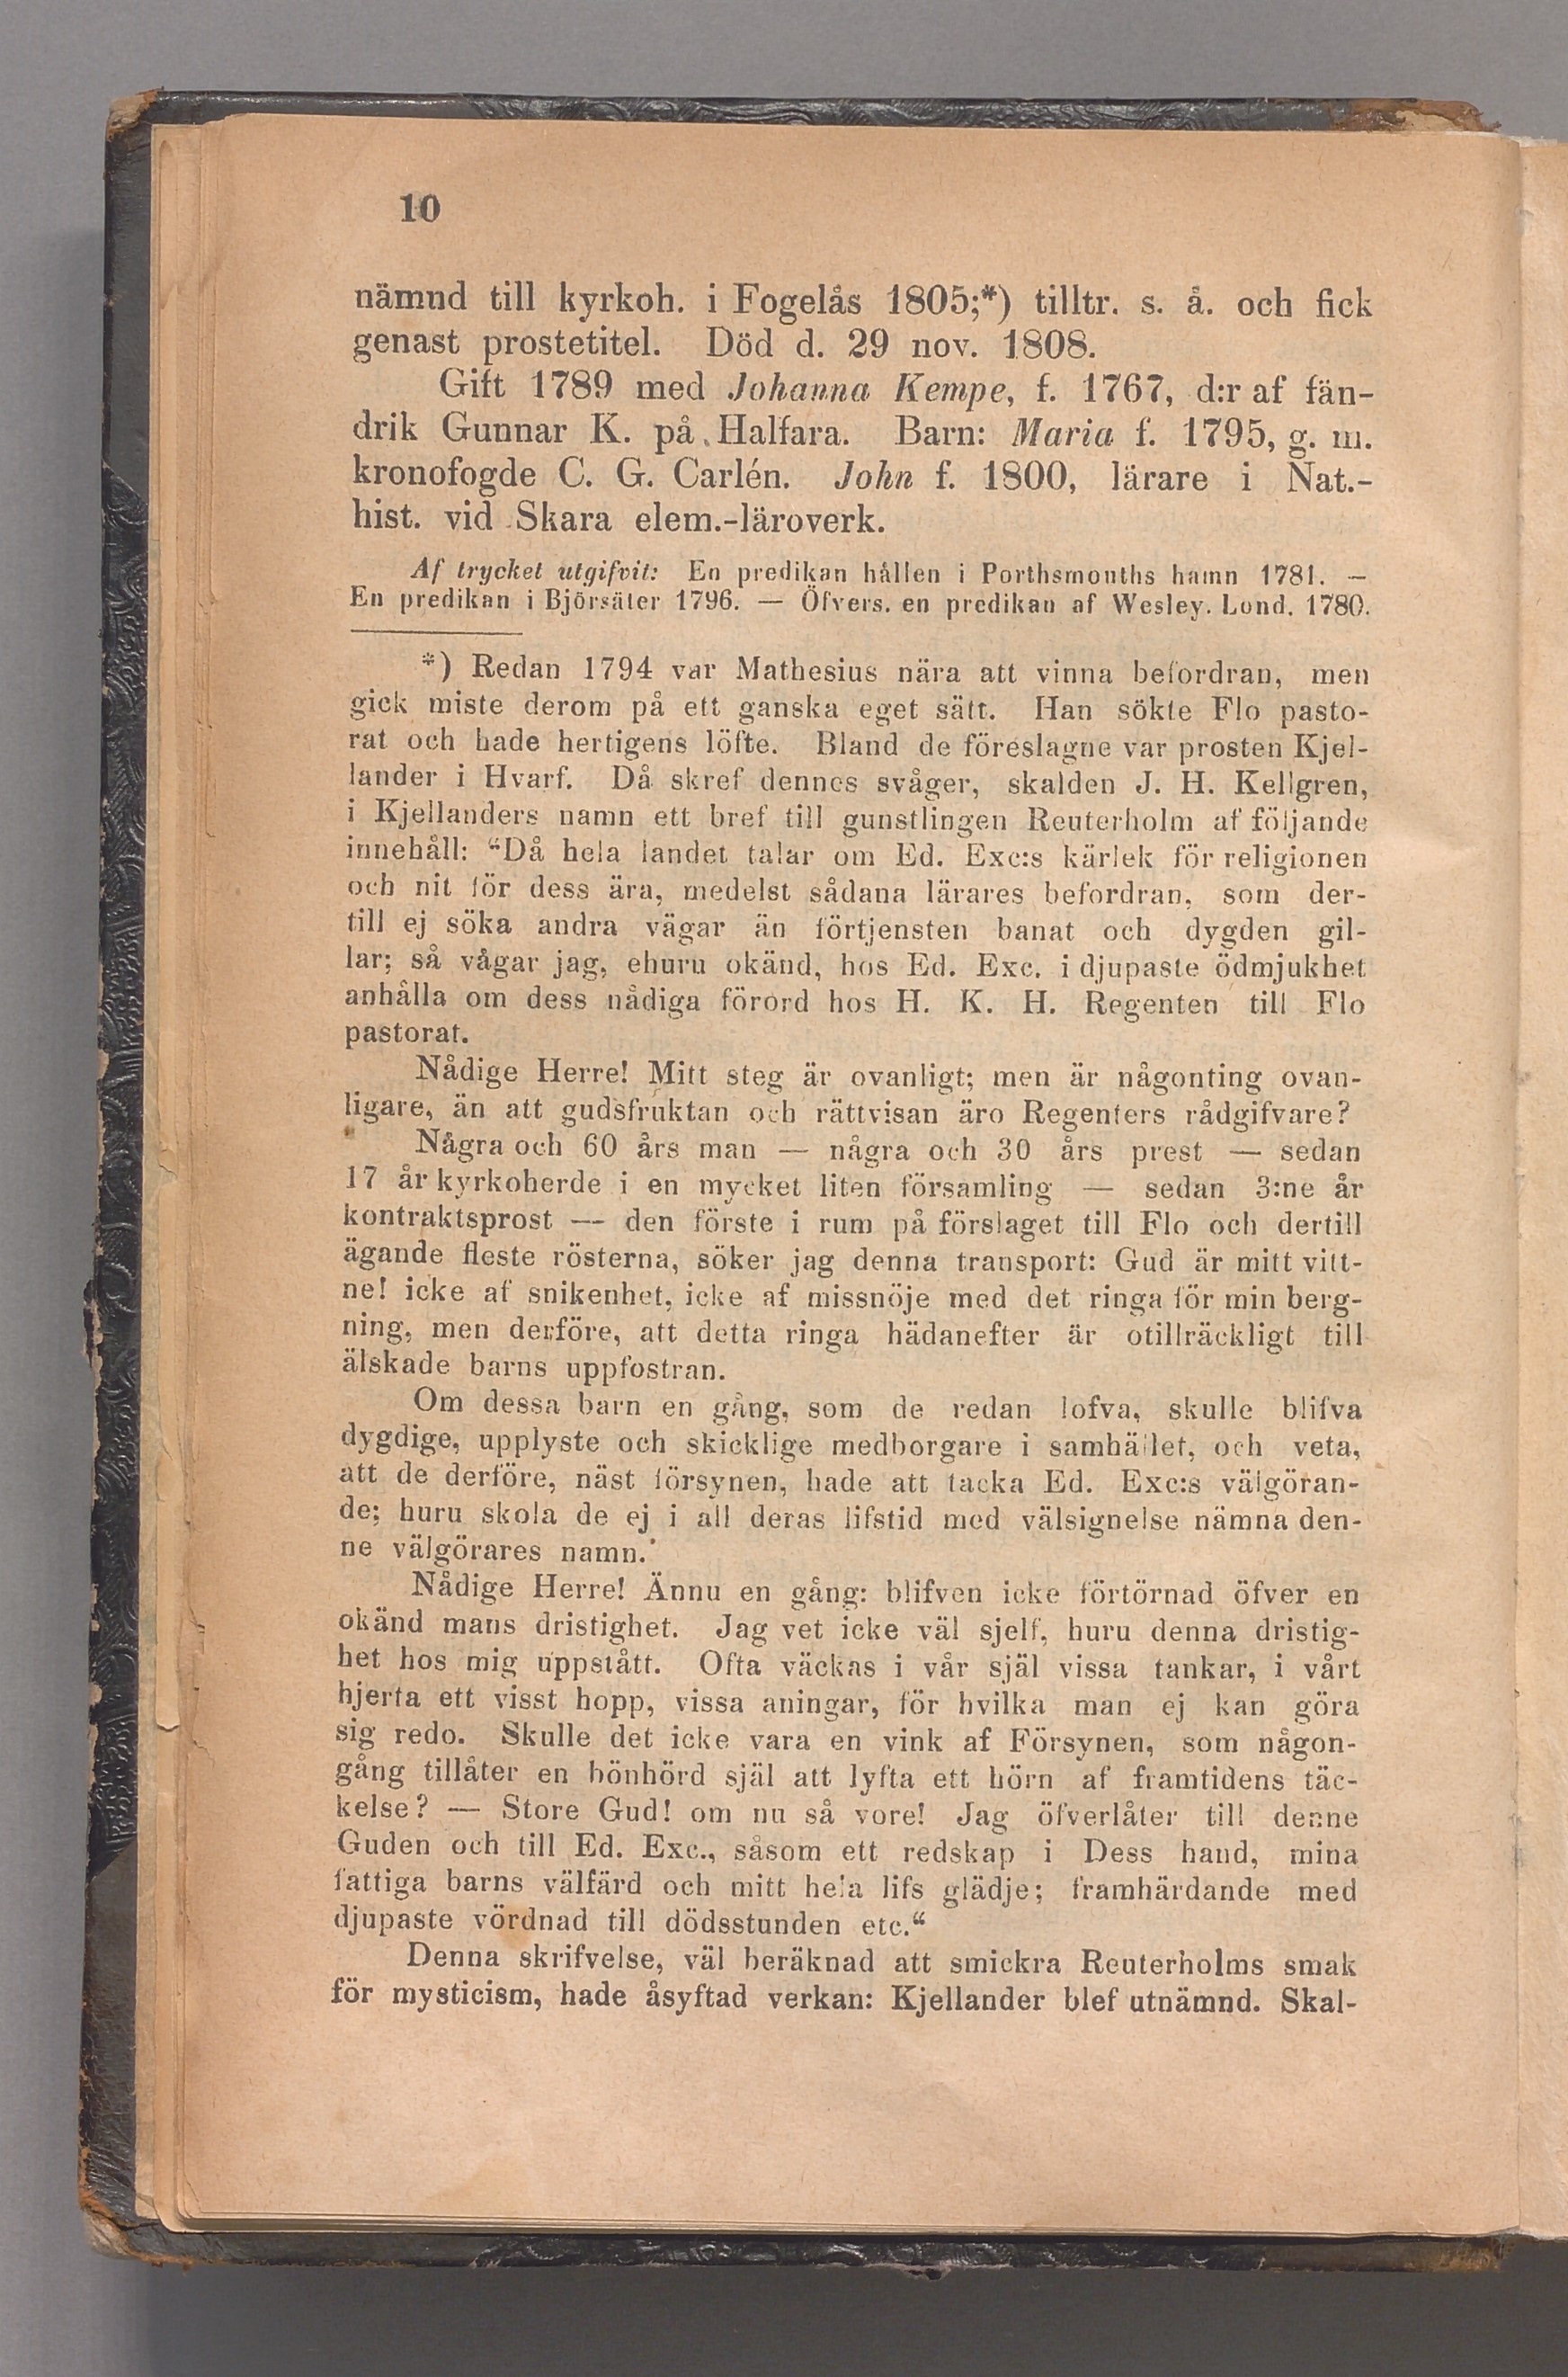 10
nämnd till kyrkoh. i Fogelås 1805;*) tilltr. s. å. och fick
genast prostetitel. Död d. 29 nov. 1808.
Gift 1789 med Johanna Kempe, f. 1767, d:r af fän-
drik Gunnar K. på Halfara. Barn: Maria f. 1795, g. m.
kronofogde C. G. Carlén. John f. 1800, lärare i Nat.-
hist. vid Skara elem.-läroverk.
Af trycket utgifvit: En predikan hållen i Porthsmouths hamn 1781. —
En predikan i Björsäter 1796. — Öfvers. en predikan af Wesley. Lond. 1780.
*) Redan 1794 var Mathesius nära att vinna befordran, men
gick miste derom på ett ganska eget sätt. Han sökte Flo pasto-
rat och hade hertigens löfte. Bland de föreslagne var prosten Kjel-
lander i Hvarf. Då skref dennes svåger, skalden J. H. Kellgren,
i Kjellanders namn ett bref till gunstlingen Reuterholm af följande
innehåll: “Då hela landet talar om Ed. Exc:s kärlek för religionen
och nit för dess ära, medelst sådana lärares befordran, som der-
till ej söka andra vägar än förtjensten banat och dygden gil-
lar; så vågar jag, ehuru okänd, hos Ed. Exc. i djupaste ödmjukhet
anhålla om dess nådiga förord hos H. K. H. Regenten till Flo
pastorat.
Nådige Herre! Mitt steg är ovanligt; men är någonting ovan-
ligare, än att gudsfruktan och rättvisan äro Regenters rådgifvare?
Några och 60 års man — några och 30 års prest — sedan
17 år kyrkoherde i en mycket liten församling — sedan 3:ne år
kontraktsprost — den förste i rum på förslaget till Flo och dertill
ägande fleste rösterna, söker jag denna transport: Gud är mitt vitt-
ne! icke af snikenhet, icke af missnöje med det ringa för min berg-
ning, men derföre, att detta ringa hädanefter är otillräckligt till
älskade barns uppfostran.
Om dessa barn en gång, som de redan lofva, skulle blifva
dygdige, upplyste och skicklige medborgare i samhället, och veta,
att de derföre, näst försynen, hade att tacka Ed. Exc:s välgöran-
de; huru skola de ej i all deras lifstid med välsignelse nämna den-
ne välgörares namn.
Nådige Herre! Ännu en gång: blifven icke förtörnad öfver en
okänd mans dristighet. Jag vet icke väl sjelf, huru denna dristig-
het hos mig uppstått. Ofta väckas i vår själ vissa tankar, i vårt
hjerta ett visst hopp, vissa aningar, för hvilka man ej kan göra
sig redo. Skulle det icke vara en vink af Försynen, som någon-
gång tillåter en bönhörd själ att lyfta ett hörn af framtidens täc-
kelse? — Store Gud! om nu så vore! Jag öfverlåter till denne
Guden och till Ed. Exc., såsom ett redskap i Dess hand, mina
fattiga barns välfärd och mitt hela lifs glädje; framhärdande med
djupaste vördnad till dödsstunden etc.“
Denna skrifvelse, väl beräknad att smickra Reuterholms smak
för mysticism, hade åsyftad verkan: Kjellander blef utnämnd. Skal-